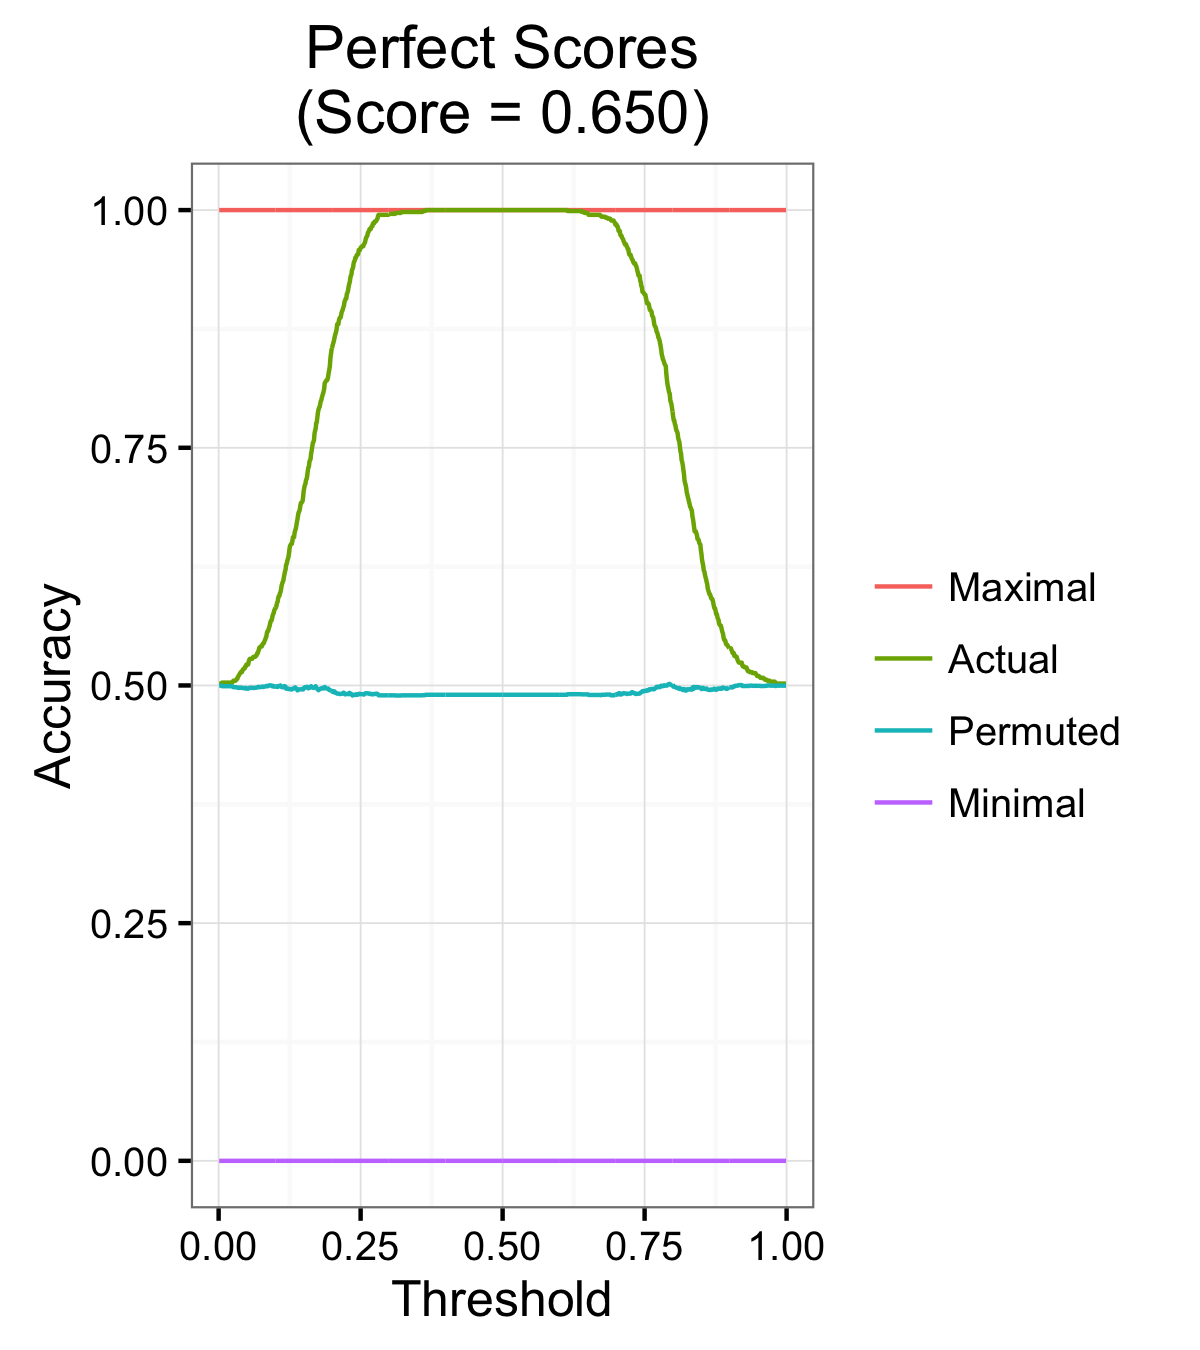 Perfect Scores
(Score = 0.650)
1.00
0.75
0.50
0.25
0.00
Accuracy
0.00 0.25 0.50 0.75 1.00
Threshold
Maximal
Actual
Permuted
Minimal